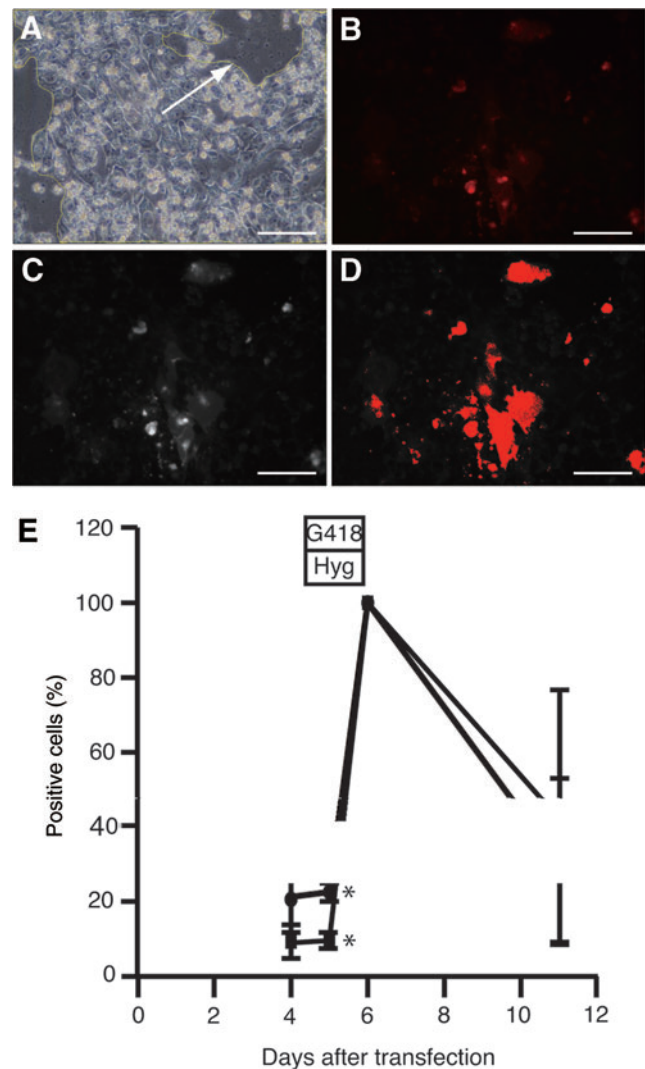 A
B
C
D
E
G418
Hyg
120
100
80
60
40
20
0
Positive cells (%)
*
*
0 2 4 6 8 10 12
Days after transfection